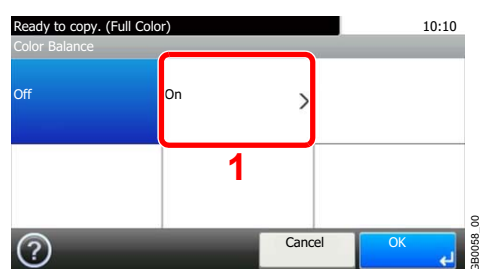 Ready to copy. (Full Color) 10:10
Color Balance
Off
On
1
?
Cancel
OK
GB0058_00